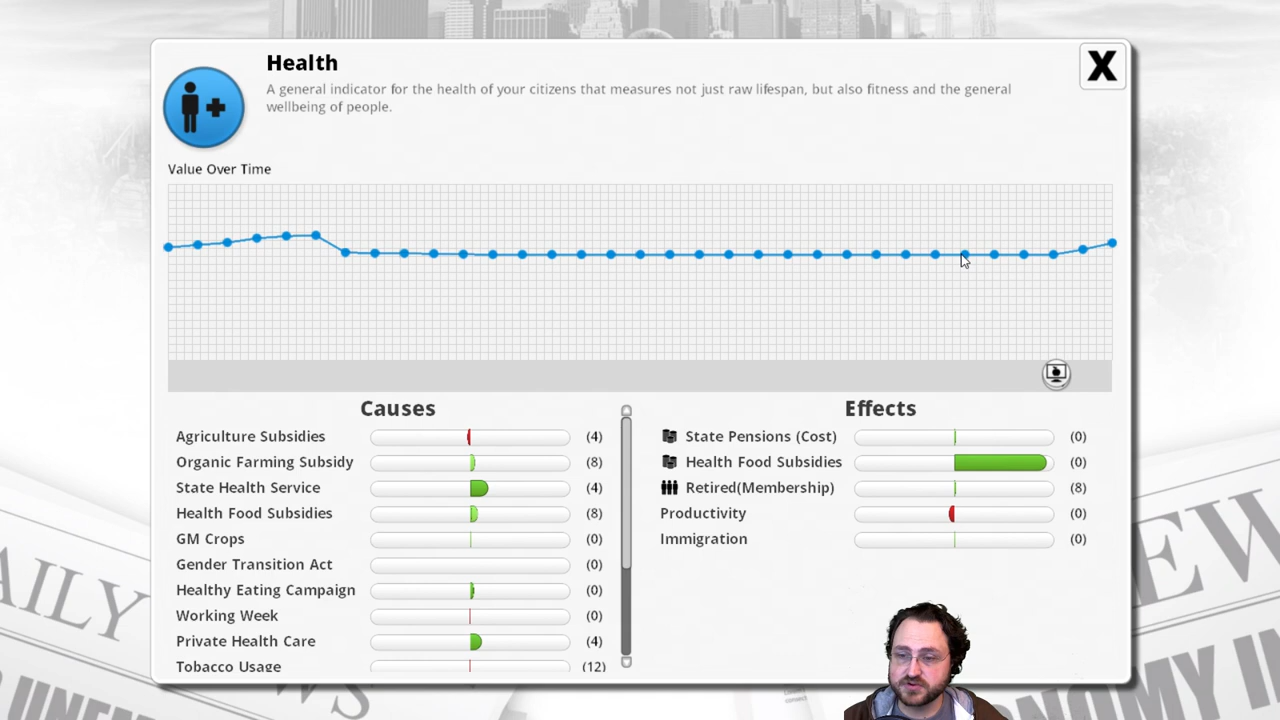 Health
X
A general indicator for the health of your citizens that measures not just raw lifespan, but also fitness and the general
wellbeing of people.
Value Over Time
Causes
Effects
Agriculture Subsidies (4)
Organic Farming Subsidy (8)
State Health Service (4)
Health Food Subsidies (8)
GM Crops (0)
Gender Transition Act (0)
Healthy Eating Campaign (0)
Working Week (0)
Private Health Care (4)
Tobacco Usage (12)
State Pensions (Cost) (0)
Health Food Subsidies (0)
Retired(Membership) (8)
Productivity (0)
Immigration (0)